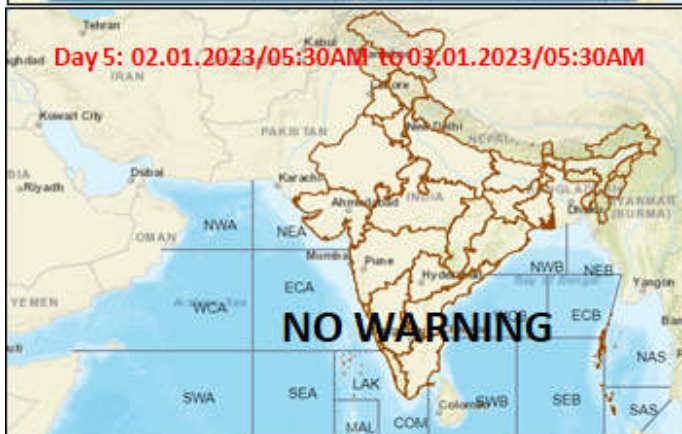 Tehran
Kabul
Day 5: 02.01.2023/05:30AM to 03.01.2023/05:30AM
IRAN
Lahore
Kuwait City
PAKISTAN
New Delhi
NEPAL
Dubai
Riyadh
Karachi
Ahmedabad
INDIA
MYANMAR
(BURMA)
Dhaka
OMAN
NWA
NEA
Mumbai
Pune
Hyderabad
NWB
NEB
Yangon
YEMEN
ECA
WCA
ECB
NO WARNING
NAS
SWA
SEA
LAK
SEB
SWB
SAS
Colombo
MAL
COM